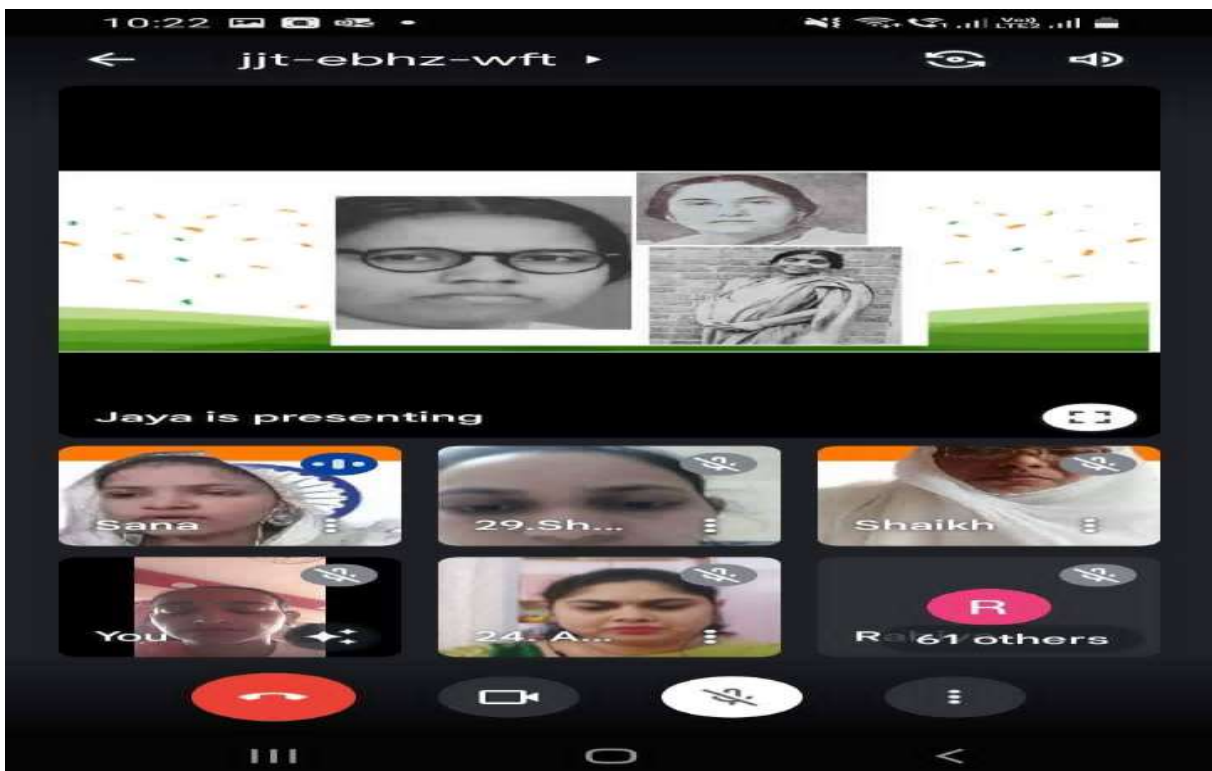 10:22
jjt-ebhz-wft
Jaya is presenting
Sana
29.Sh...
Shaikh
You
24. A...
R
61 others